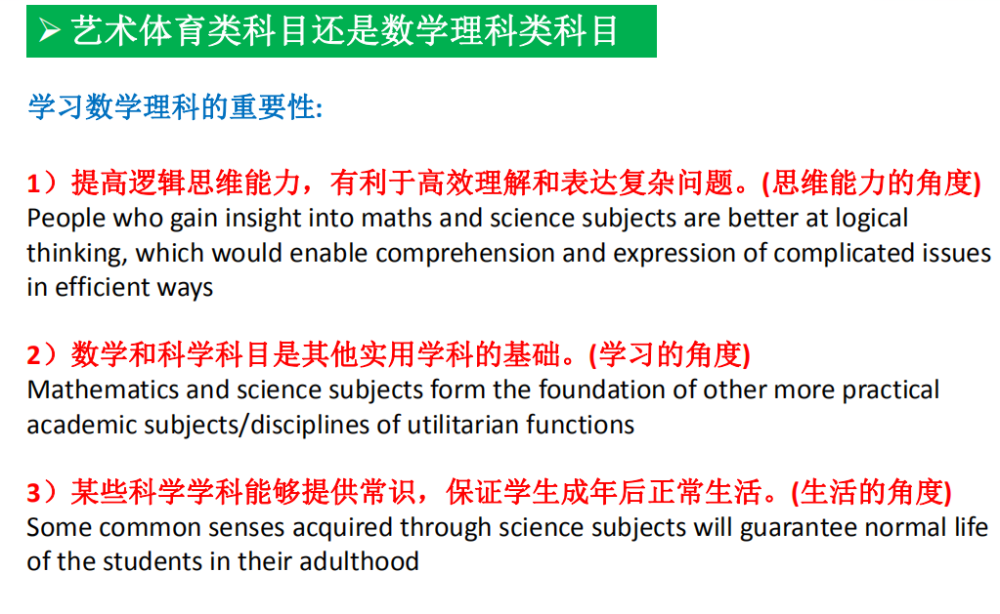 ➢ 艺术体育类科目还是数学理科类科目
学习数学理科的重要性:
1）提高逻辑思维能力，有利于高效理解和表达复杂问题。(思维能力的角度)
People who gain insight into maths and science subjects are better at logical
thinking, which would enable comprehension and expression of complicated issues
in efficient ways
2）数学和科学科目是其他实用学科的基础。(学习的角度)
Mathematics and science subjects form the foundation of other more practical
academic subjects/disciplines of utilitarian functions
3）某些科学学科能够提供常识，保证学生成年后正常生活。(生活的角度)
Some common senses acquired through science subjects will guarantee normal life
of the students in their adulthood